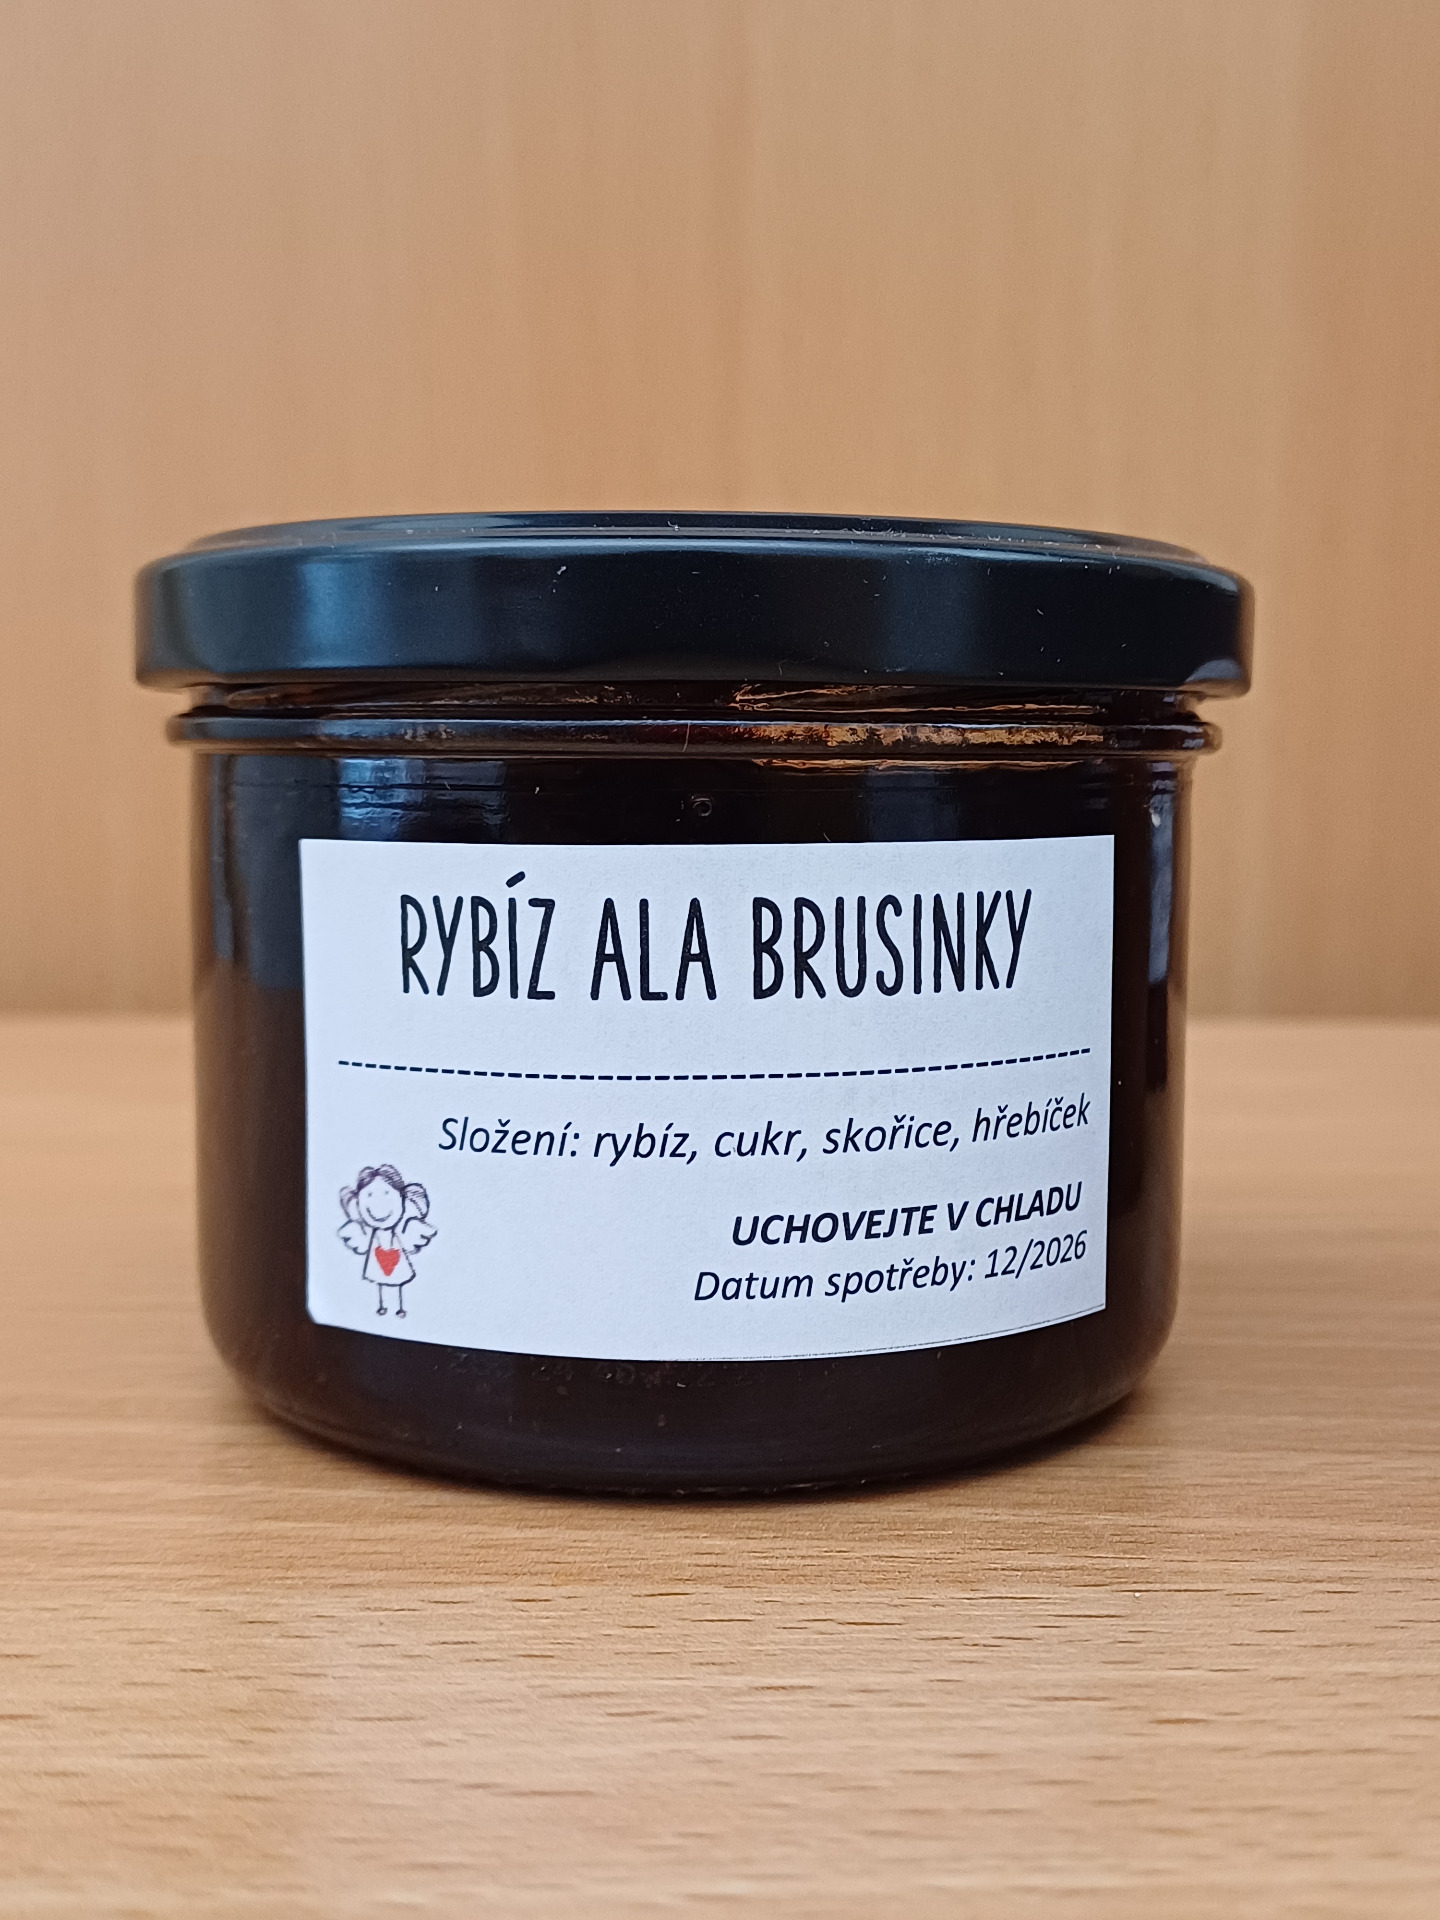 RYBÍZ ALA BRUSINKY
Složení: rybíz, cukr, skořice, hřebíček
UCHOVEJTE V CHLADU
Datum spotřeby: 12/2026